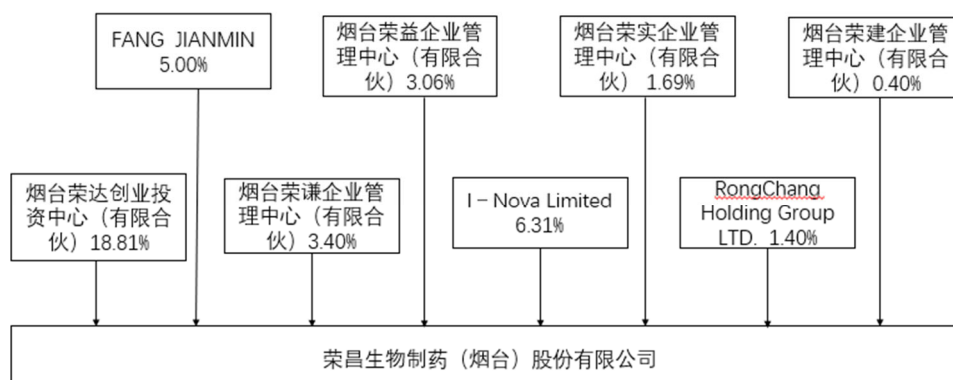 FANG JIANMIN
5.00%
烟台荣益企业管
理中心（有限合
伙）3.06%
烟台荣实企业管
理中心（有限合
伙） 1.69%
烟台荣建企业管
理中心（有限合
伙）0.40%
烟台荣达创业投
资中心（有限合
伙）18.81%
烟台荣谦企业管
理中心（有限合
伙）3.40%
I – Nova Limited
6.31%
RongChang
Holding Group
LTD. 1.40%
荣昌生物制药（烟台）股份有限公司